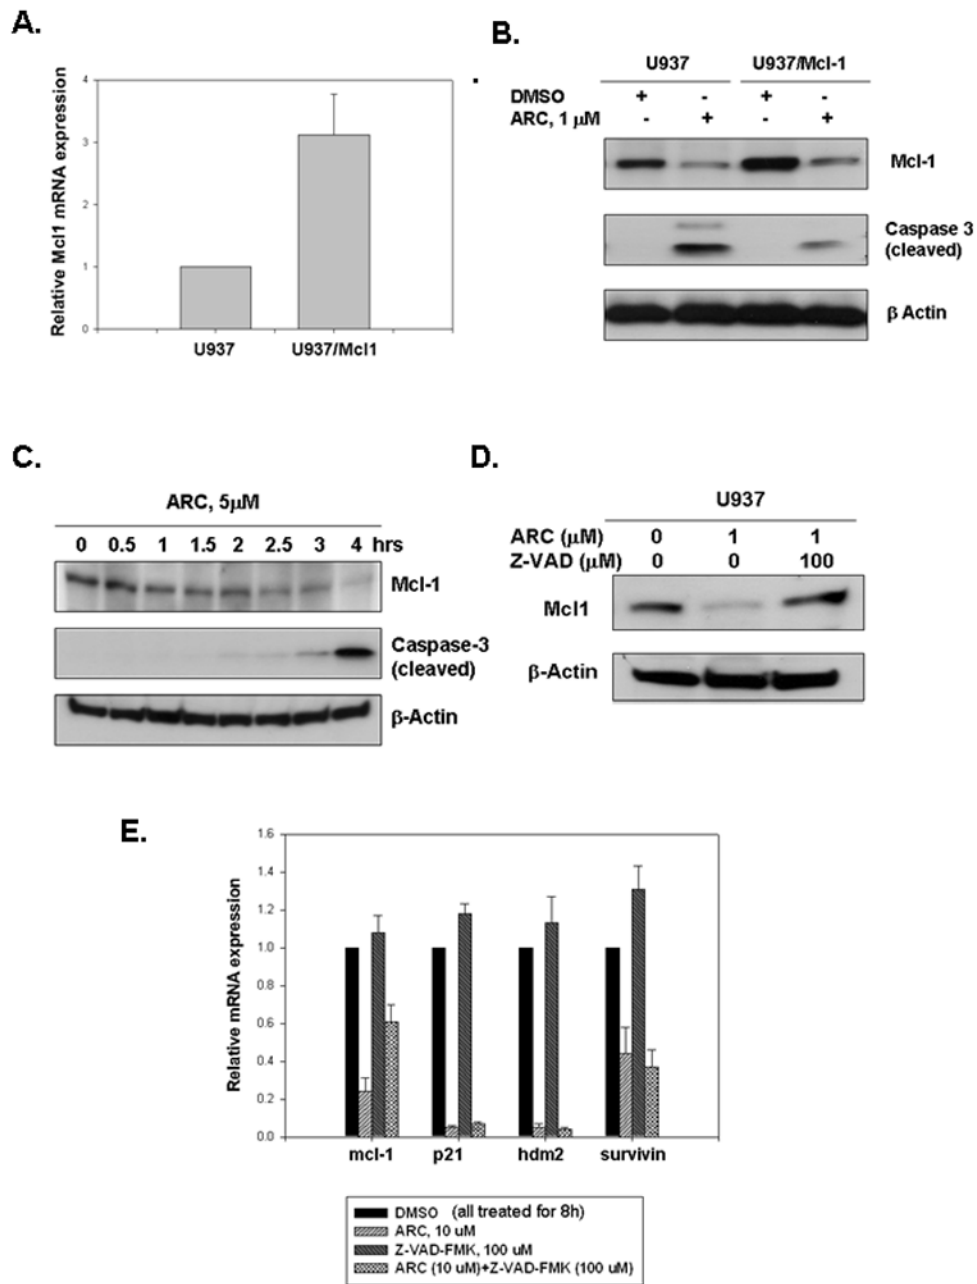 A.
Relative Mcl1 mRNA expression
4
3
2
1
0
U937
U937/Mcl1
B.
U937 U937/Mcl-1
DMSO + - + -
ARC, 1 μM - + - +
Mcl-1
Caspase 3
(cleaved)
β Actin
C.
ARC, 5μM
0 0.5 1 1.5 2 2.5 3 4 hrs
Mcl-1
Caspase-3
(cleaved)
β-Actin
D.
U937
ARC (μM) 0 1 1
Z-VAD (μM) 0 0 100
Mcl1
β-Actin
E.
Relative mRNA expression
1.6
1.4
1.2
1.0
0.8
0.6
0.4
0.2
0.0
mcl-1 p21 hdm2 survivin
DMSO (all treated for 8h)
ARC, 10 uM
Z-VAD-FMK, 100 uM
ARC (10 uM)+Z-VAD-FMK (100 uM)